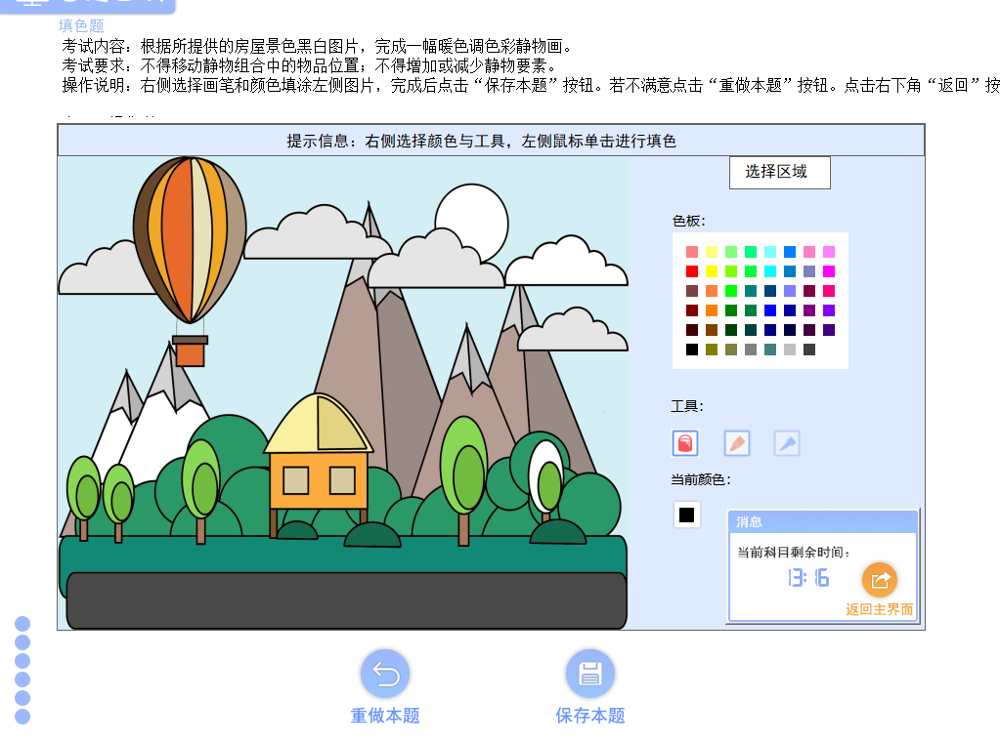 填色题
考试内容：根据所提供的房屋景色黑白图片，完成一幅暖色调色彩静物画。
考试要求：不得移动静物组合中的物品位置；不得增加或减少静物要素。
操作说明：右侧选择画笔和颜色填涂左侧图片，完成后点击“保存本题”按钮。若不满意点击“重做本题”按钮。点击右下角“返回”按
提示信息：右侧选择颜色与工具，左侧鼠标单击进行填色
选择区域
色板：
工具：
当前颜色：
消息
当前科目剩余时间：
13:16
返回主界面
重做本题
保存本题